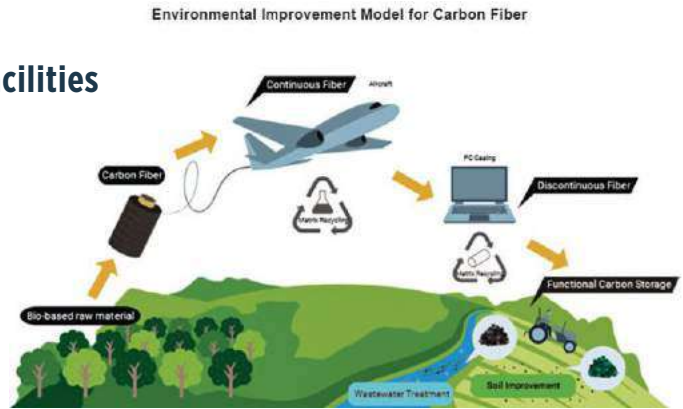 Environmental Improvement Model for Carbon Fiber
cilities
Continuous Fiber
Aircraft
PC Casing
Carbon Fiber
Discontinuous Fiber
Matrix Recycling
Matrix Recycling
Functional Carbon Storage
Bio-based raw material
Soil Improvement
Wastewater Treatment